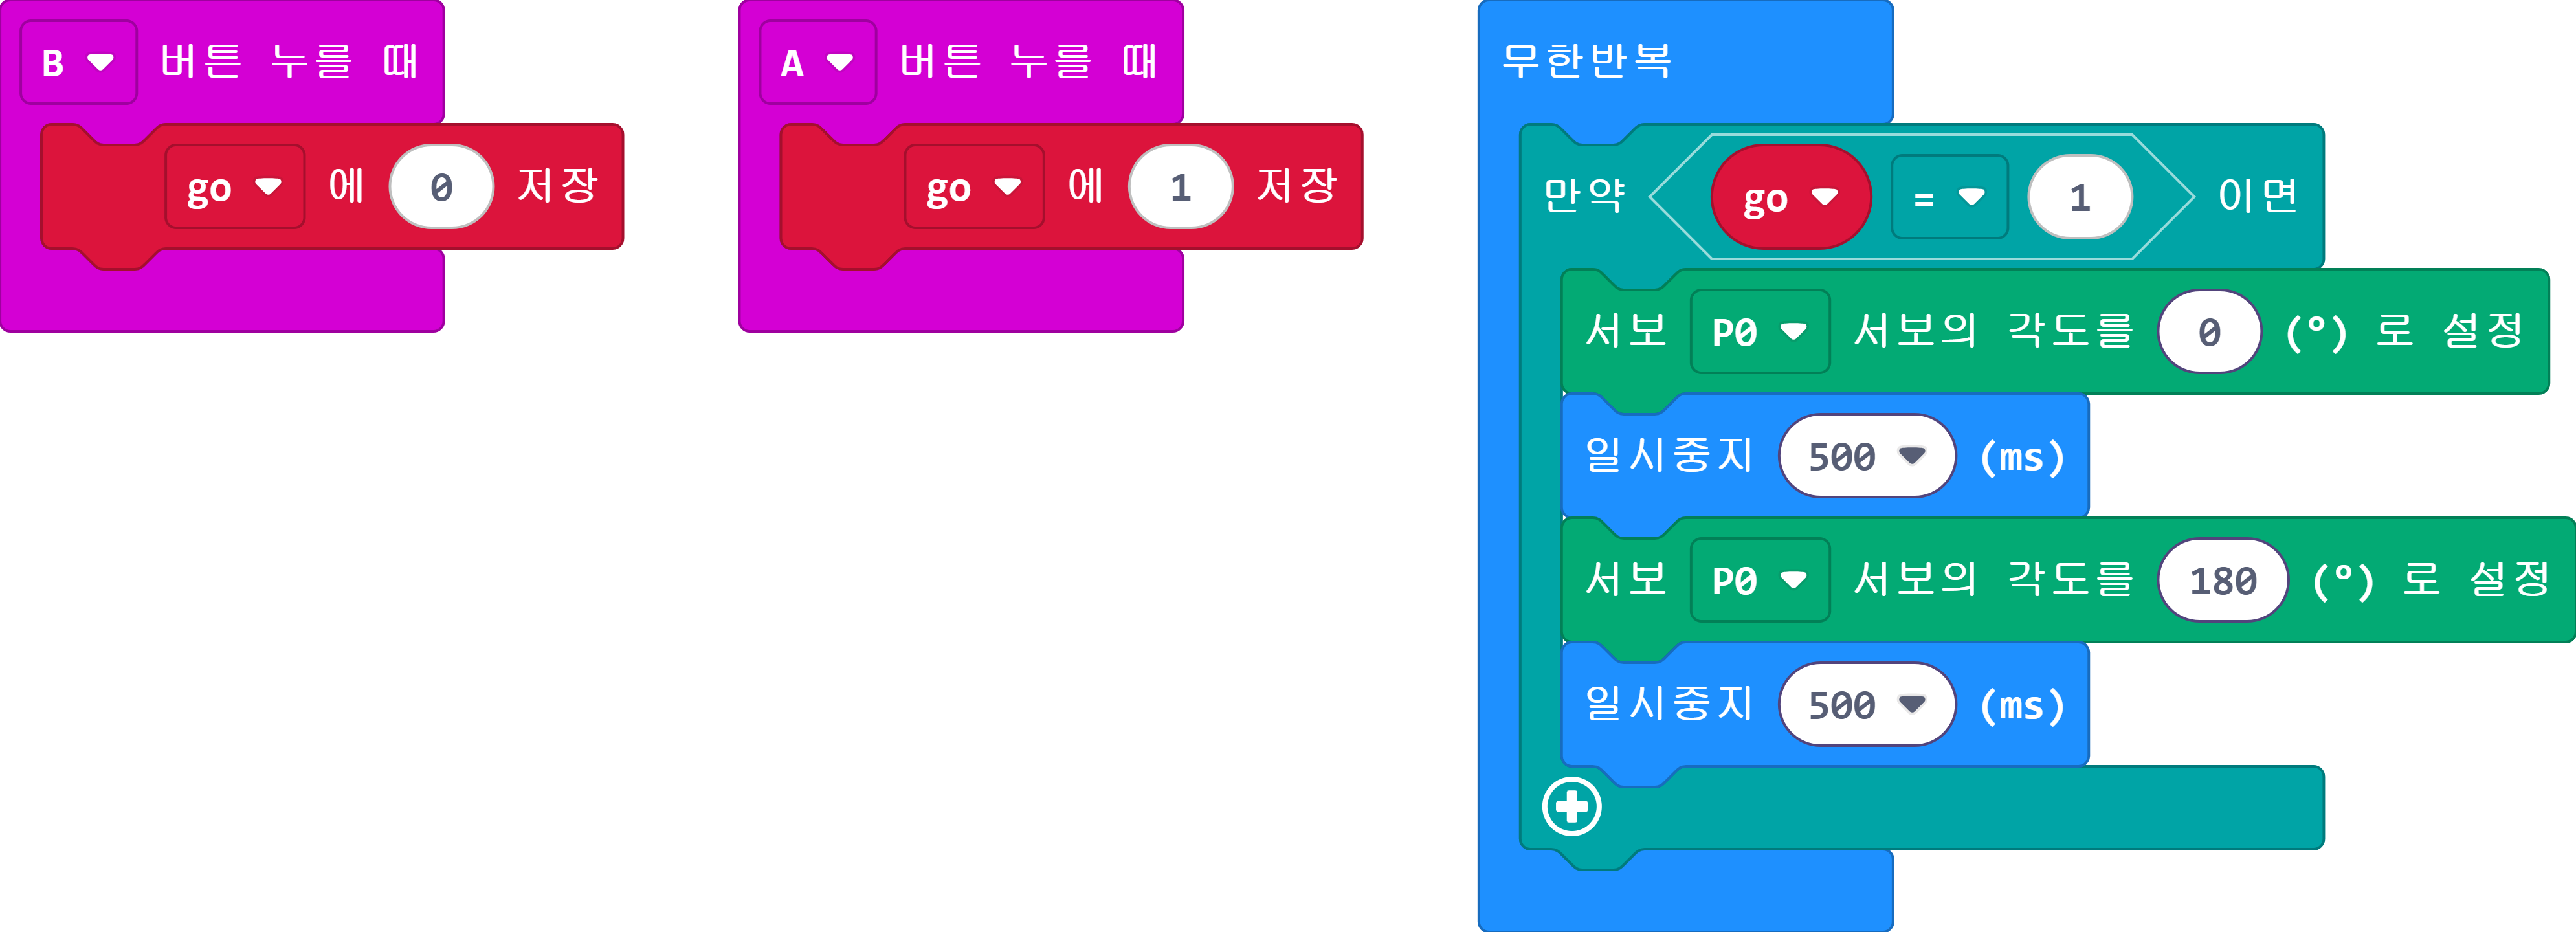 B 버튼 누를 때
go 에 0 저장
A 버튼 누를 때
go 에 1 저장
무한반복
만약 go = 1 이면
서보 P0 서보의 각도를 0 (°) 로 설정
일시중지 500 (ms)
서보 P0 서보의 각도를 180 (°) 로 설정
일시중지 500 (ms)